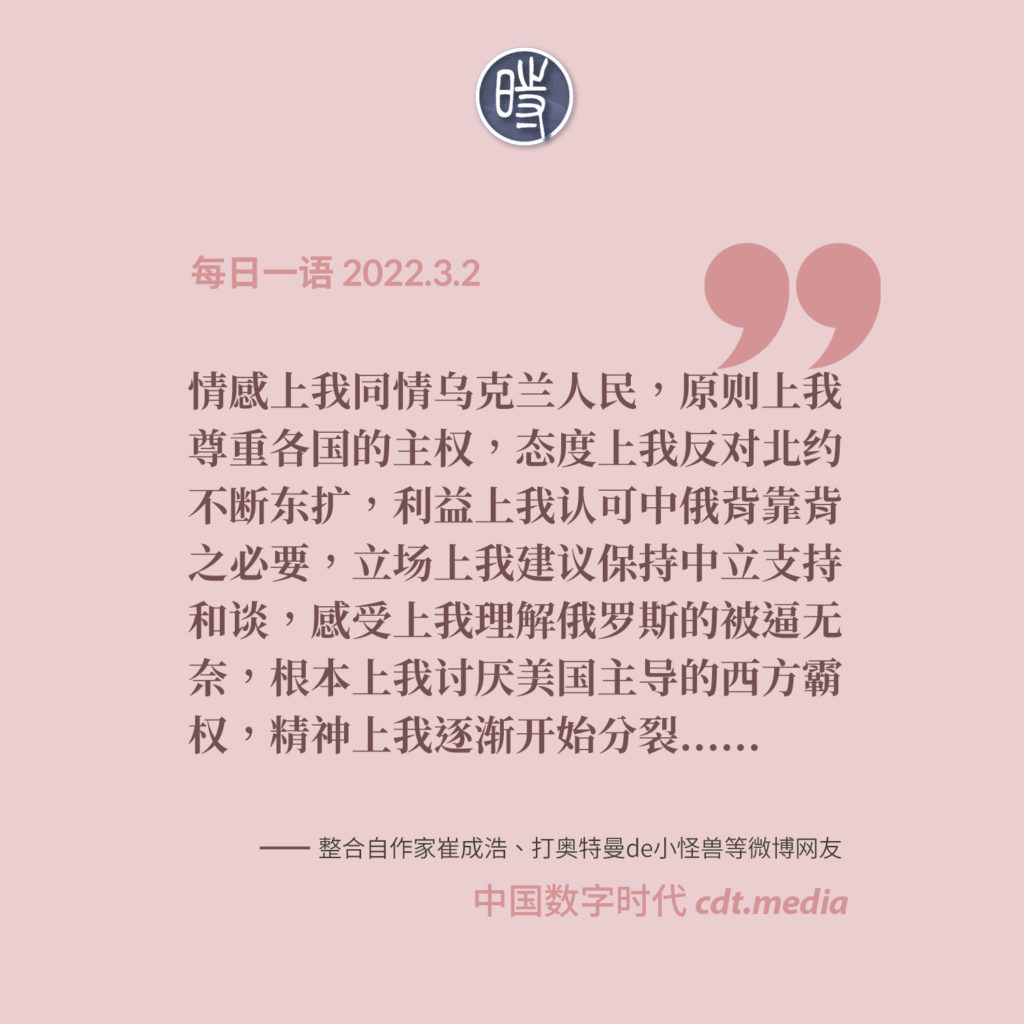 時
每日一语 2022.3.2
情感上我同情乌克兰人民，原则上我
尊重各国的主权，态度上我反对北约
不断东扩，利益上我认可中俄背靠背
之必要，立场上我建议保持中立支持
和谈，感受上我理解俄罗斯的被逼无
奈，根本上我讨厌美国主导的西方霸
权，精神上我逐渐开始分裂……
—— 整合自作家崔成浩、打奥特曼de小怪兽等微博网友
中国数字时代 cdt.media